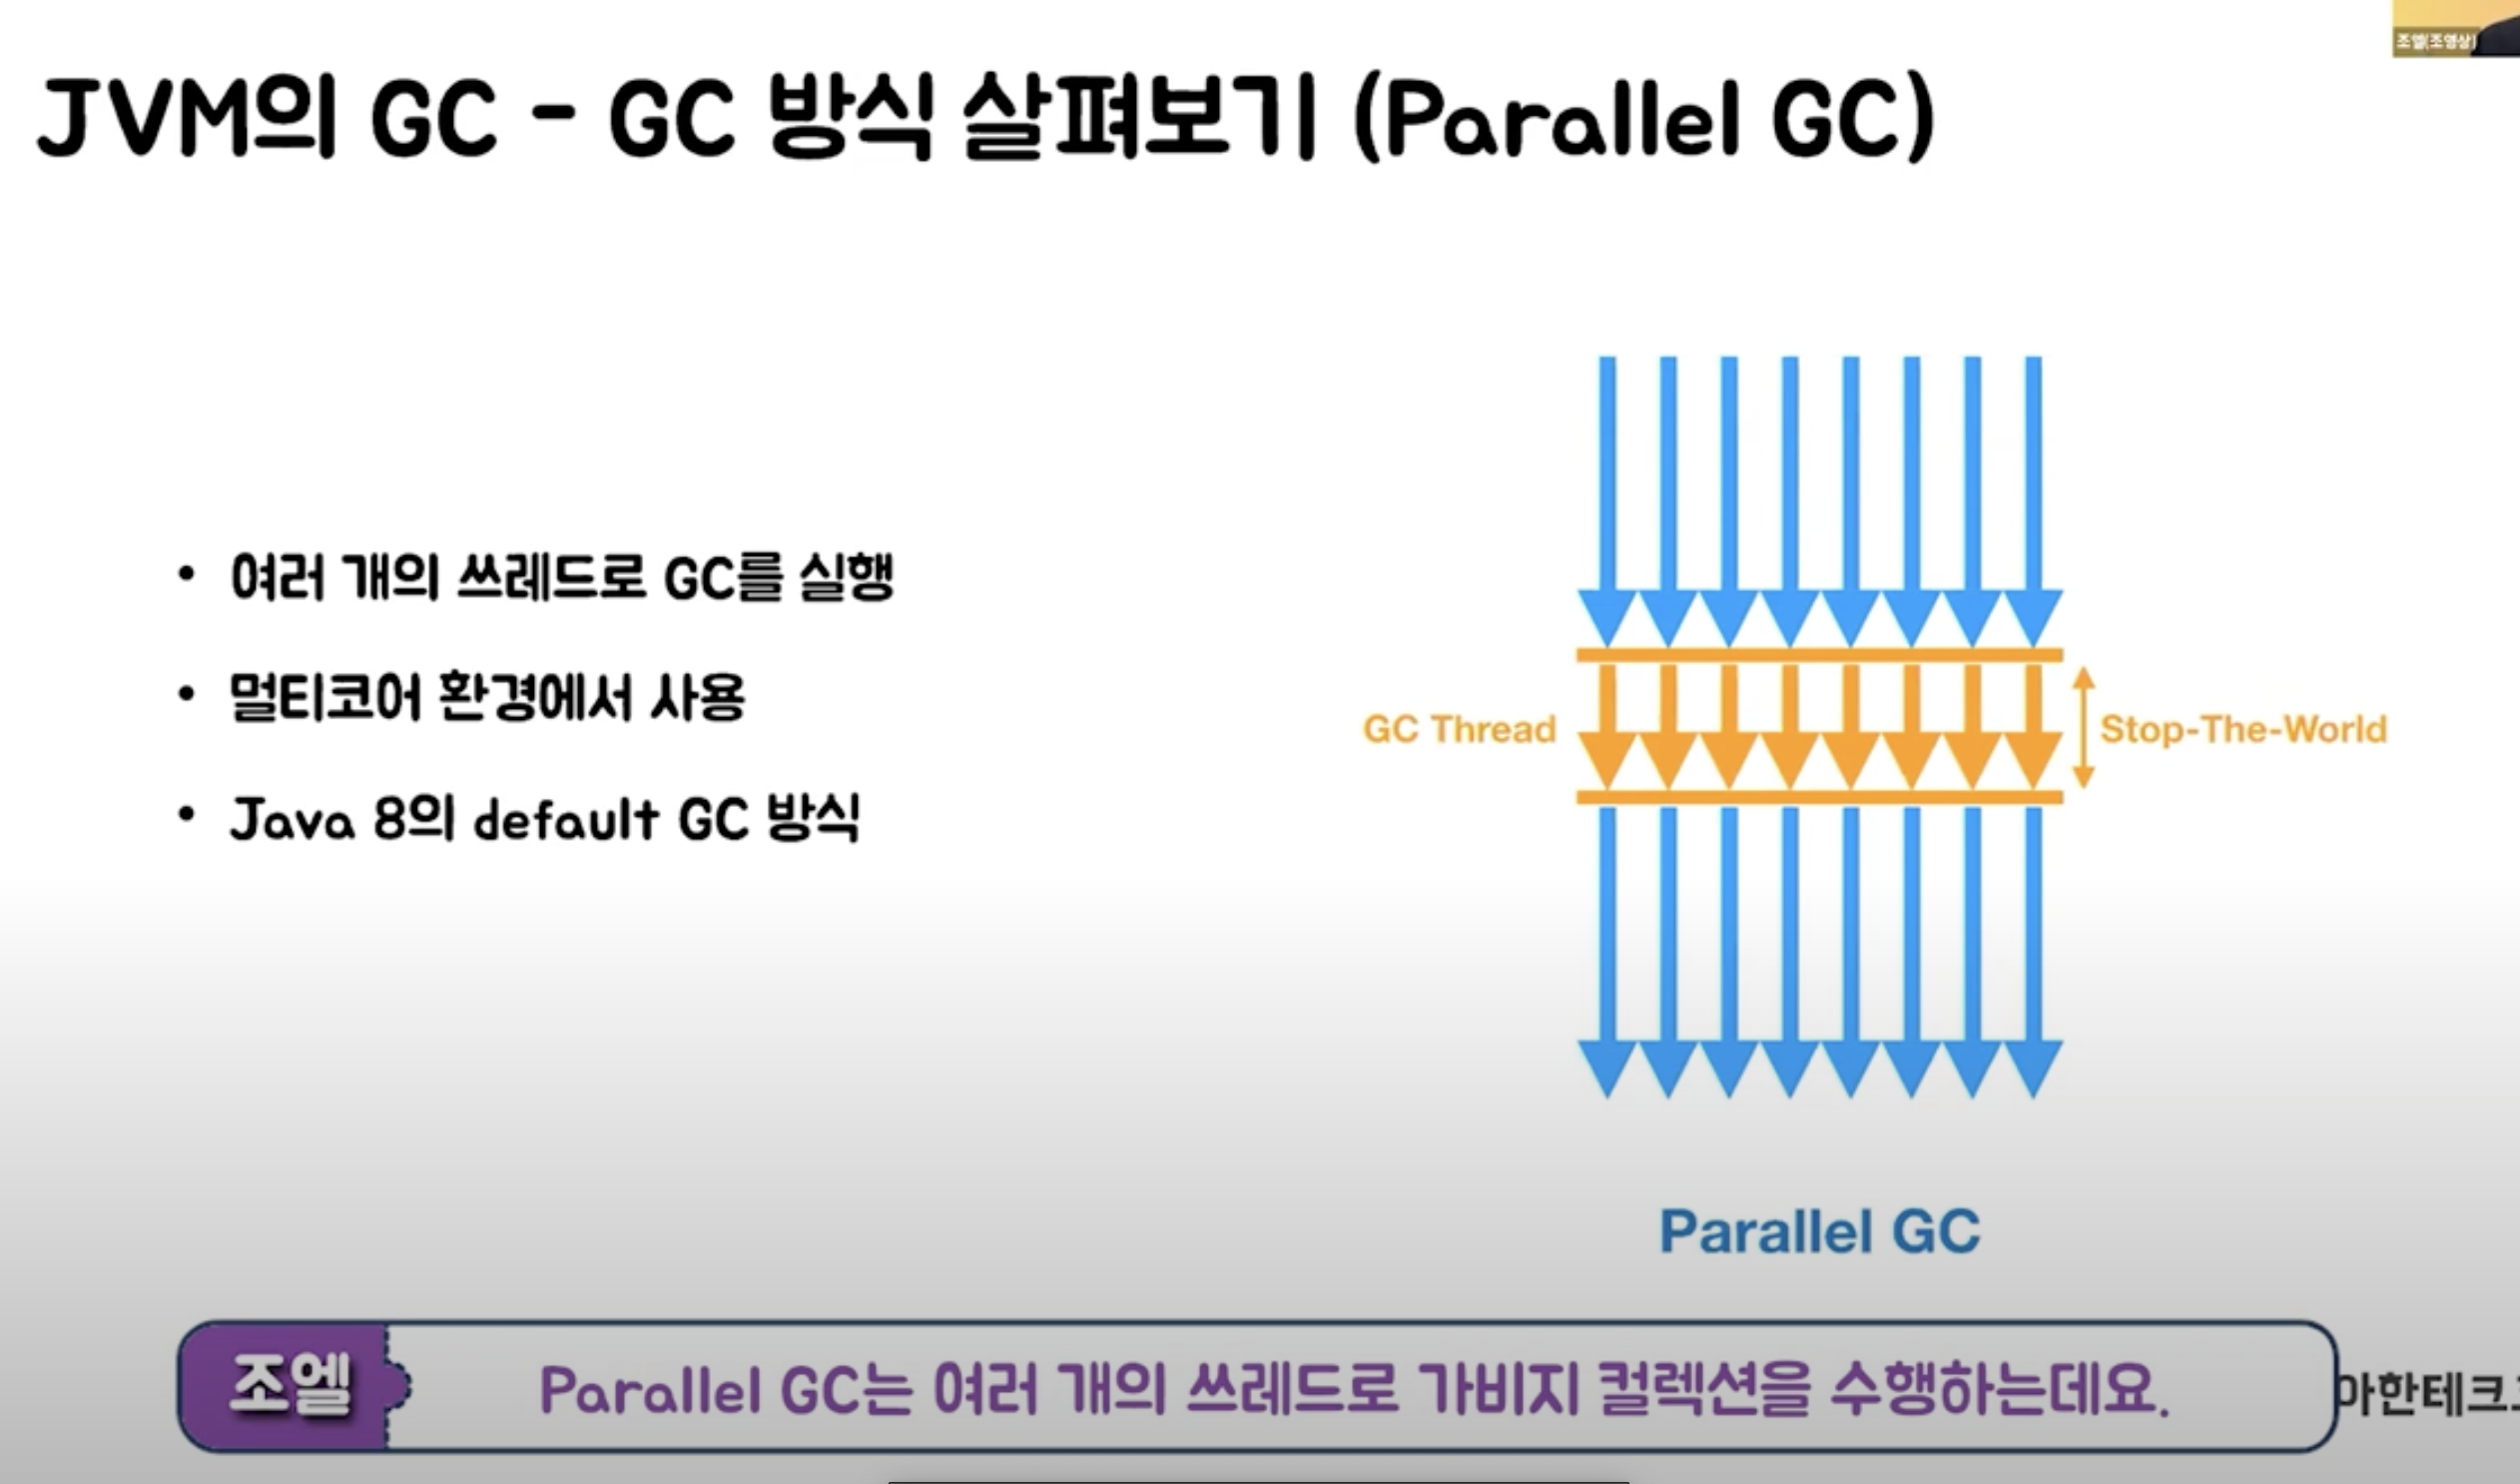 조엘(조영상)
JVM의 GC - GC 방식 살펴보기 (Parallel GC)
• 여러 개의 쓰레드로 GC를 실행
• 멀티코어 환경에서 사용
• Java 8의 default GC 방식
GC Thread
Stop-The-World
Parallel GC
조엘
Parallel GC는 여러 개의 쓰레드로 가비지 컬렉션을 수행하는데요.
아한테크